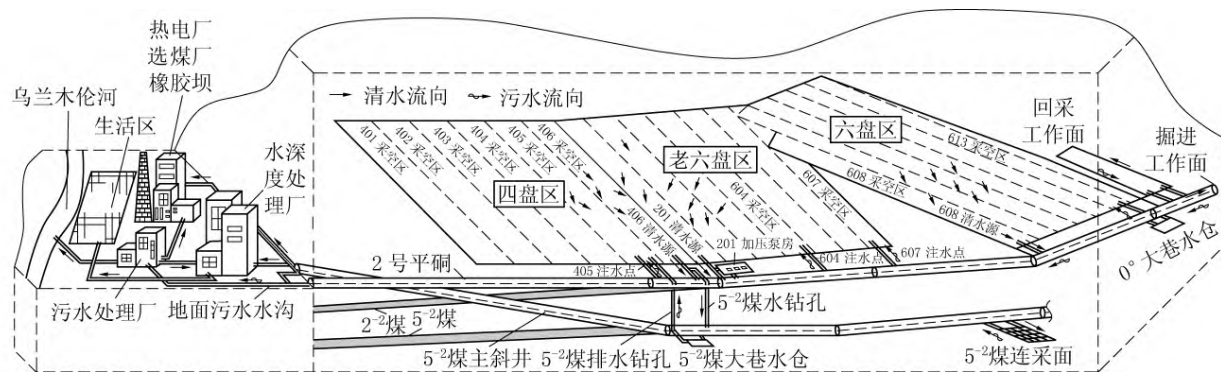 热电厂
选煤厂
橡胶坝
乌兰木伦河
生活区
水深
度处
理厂
清水流向
污水流向
401 采空区
402 采空区
403 采空区
404 采空区
405 采空区
406 采空区
四盘区
老六盘区
六盘区
604 采空区
607 采空区
608 采空区
613 采空区
回采
工作面
掘进
工作面
406 清水源
201 清水源
608 清水源
201 加压泵房
405 注水点
604 注水点
607 注水点
0° 大巷水仓
2 号平硐
污水处理厂
地面污水水沟
2⁻²煤
5⁻²煤
5⁻²煤水钻孔
5⁻²煤主斜井
5⁻²煤排水钻孔
5⁻²煤大巷水仓
5⁻²煤连采面